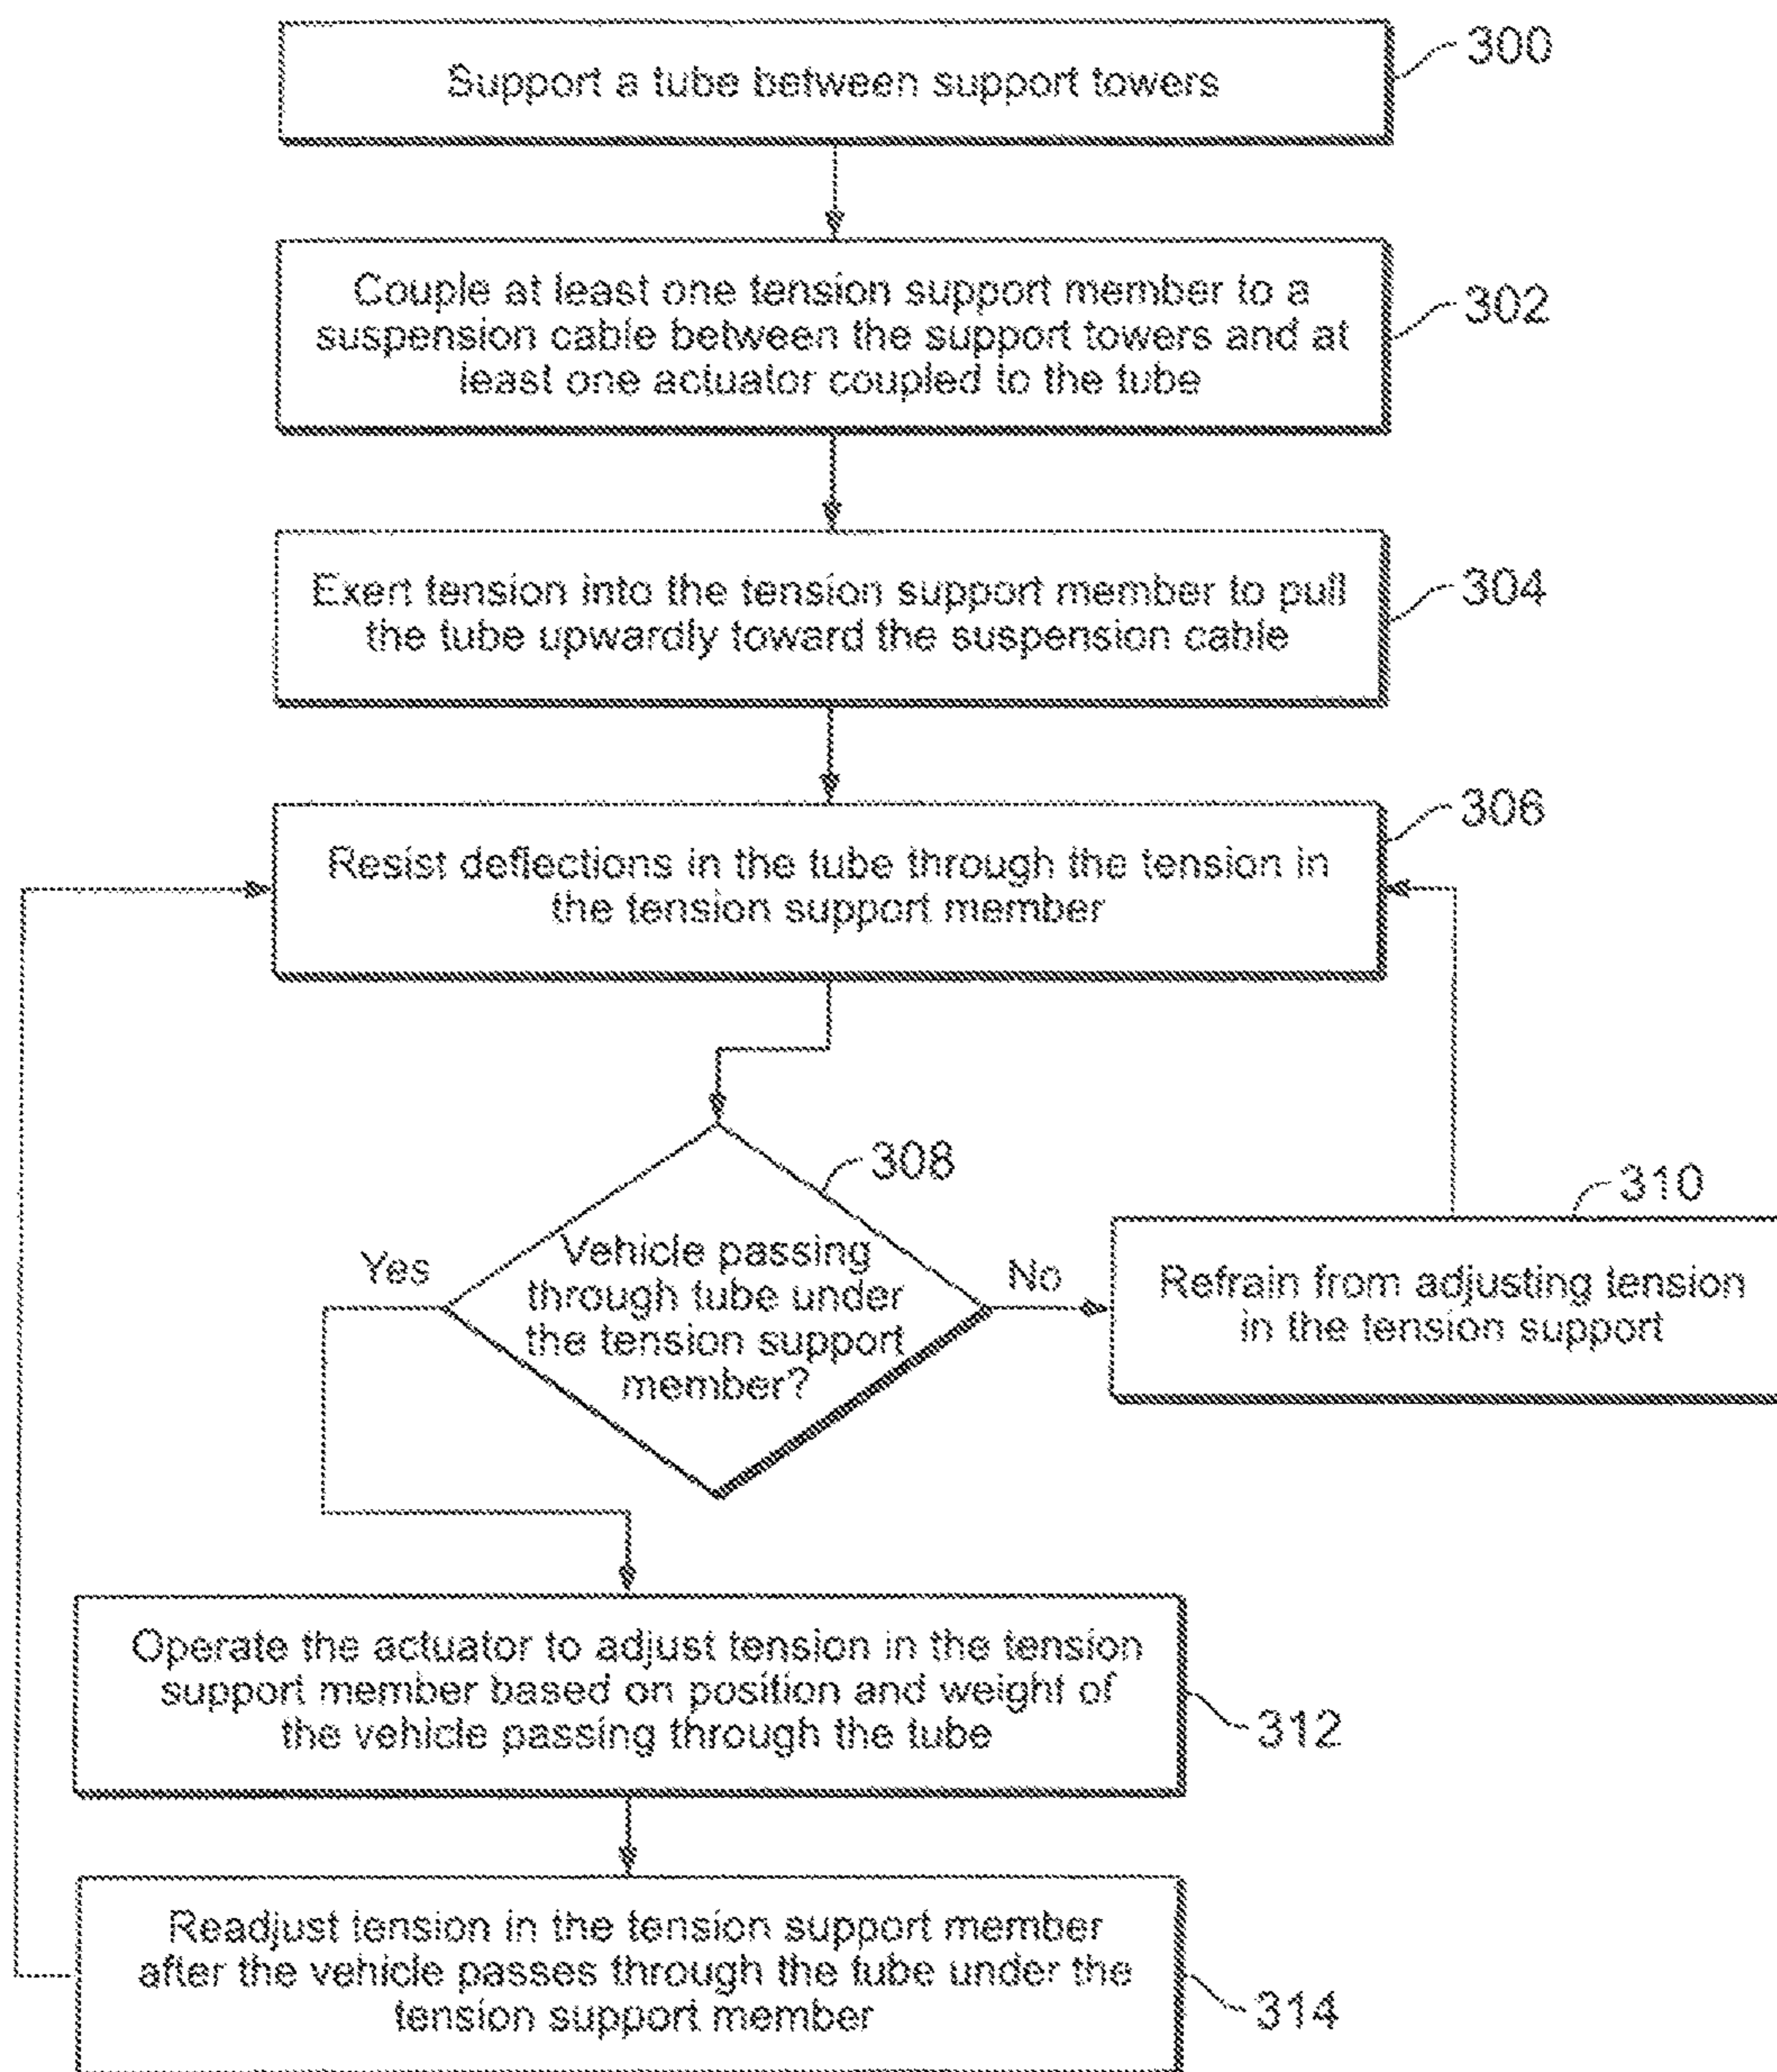 Support a tube between support towers
300
Couple at least one tension support member to a
suspension cable between the support towers and at
least one actuator coupled to the tube
302
Exert tension into the tension support member to pull
the tube upwardly toward the suspension cable
304
Resist deflections in the tube through the tension in
the tension support member
306
308
Vehicle passing
through tube under
the tension support
member?
Yes
No
310
Refrain from adjusting tension
in the tension support
Operate the actuator to adjust tension in the tension
support member based on position and weight of
the vehicle passing through the tube
312
Readjust tension in the tension support member
after the vehicle passes through the tube under the
tension support member
314